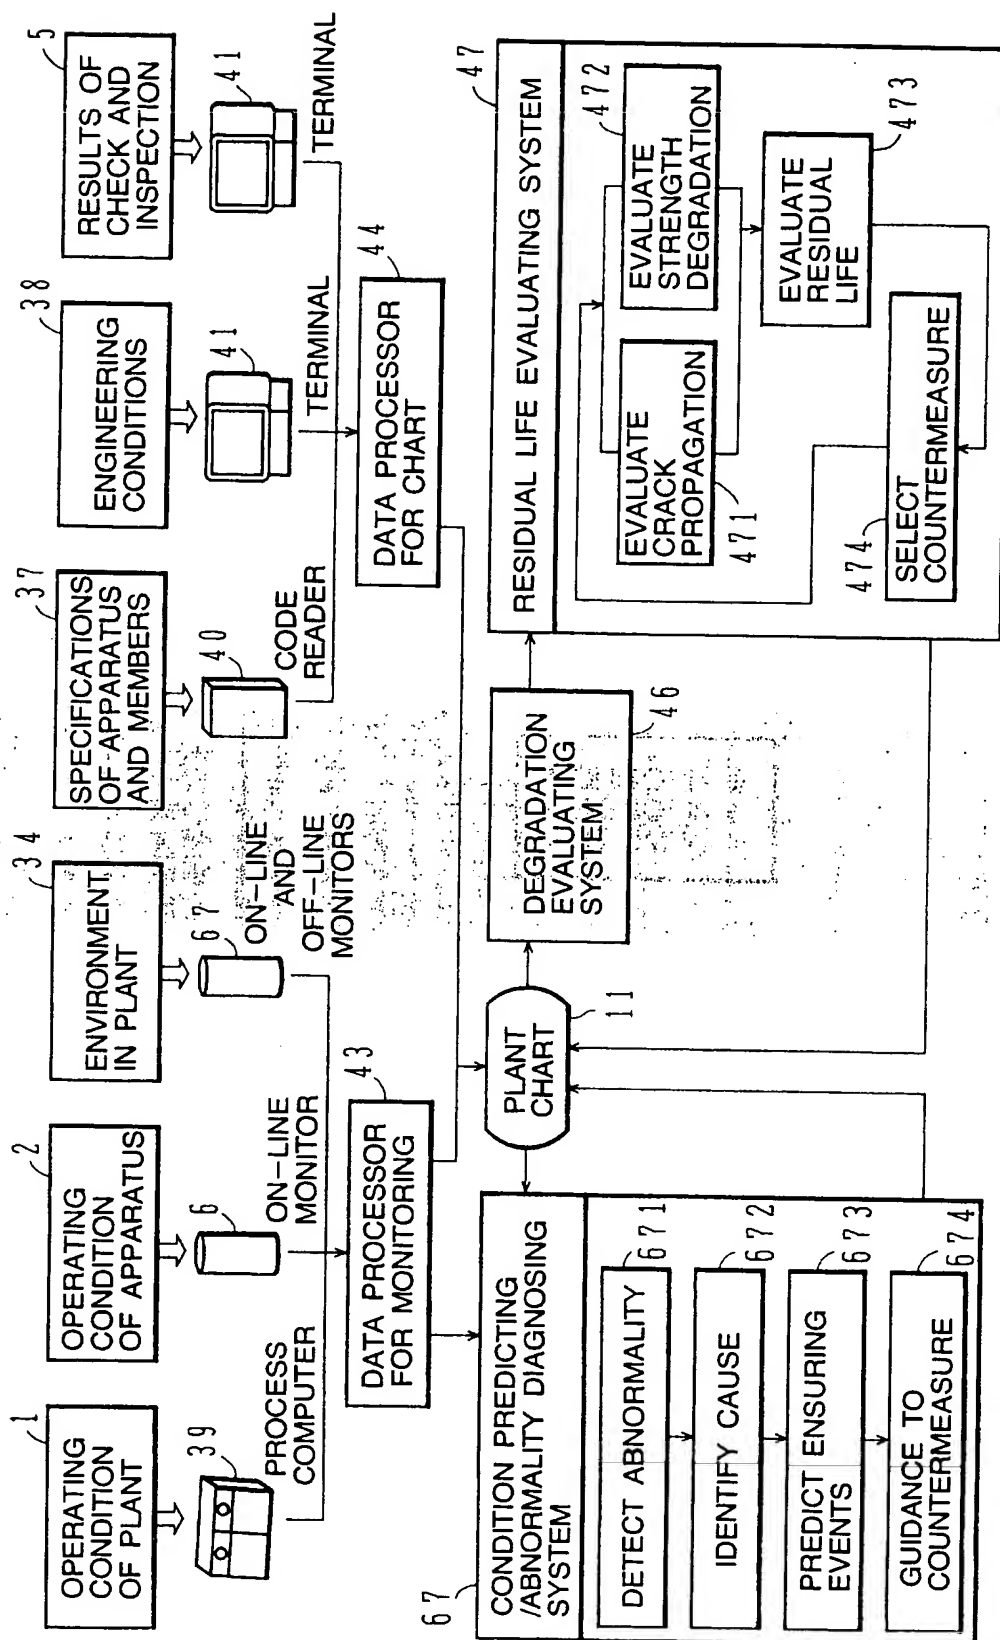 1
OPERATING
CONDITION
OF PLANT
39
PROCESS
COMPUTER
2
OPERATING
CONDITION
OF APPARATUS
6
ON-LINE
MONITOR
34
ENVIRONMENT
IN PLANT
67
ON-LINE
AND
OFF-LINE
MONITORS
37
SPECIFICATIONS
OF APPARATUS
AND MEMBERS
40
CODE
READER
38
ENGINEERING
CONDITIONS
41
TERMINAL
5
RESULTS OF
CHECK AND
INSPECTION
41
TERMINAL
43
DATA PROCESSOR
FOR MONITORING
44
DATA PROCESSOR
FOR CHART
PLANT
CHART
11
DEGRADATION
EVALUATING
SYSTEM
46
67
CONDITION PREDICTING
/ABNORMALITY DIAGNOSING
SYSTEM
DETECT ABNORMALITY
671
IDENTIFY CAUSE
672
PREDICT ENSURING
EVENTS
673
GUIDANCE TO
COUNTERMEASURE
674
47
RESIDUAL LIFE EVALUATING SYSTEM
EVALUATE
CRACK
PROPAGATION
471
EVALUATE
STRENGTH
DEGRADATION
472
EVALUATE
RESIDUAL
LIFE
473
474
SELECT
COUNTERMEASURE